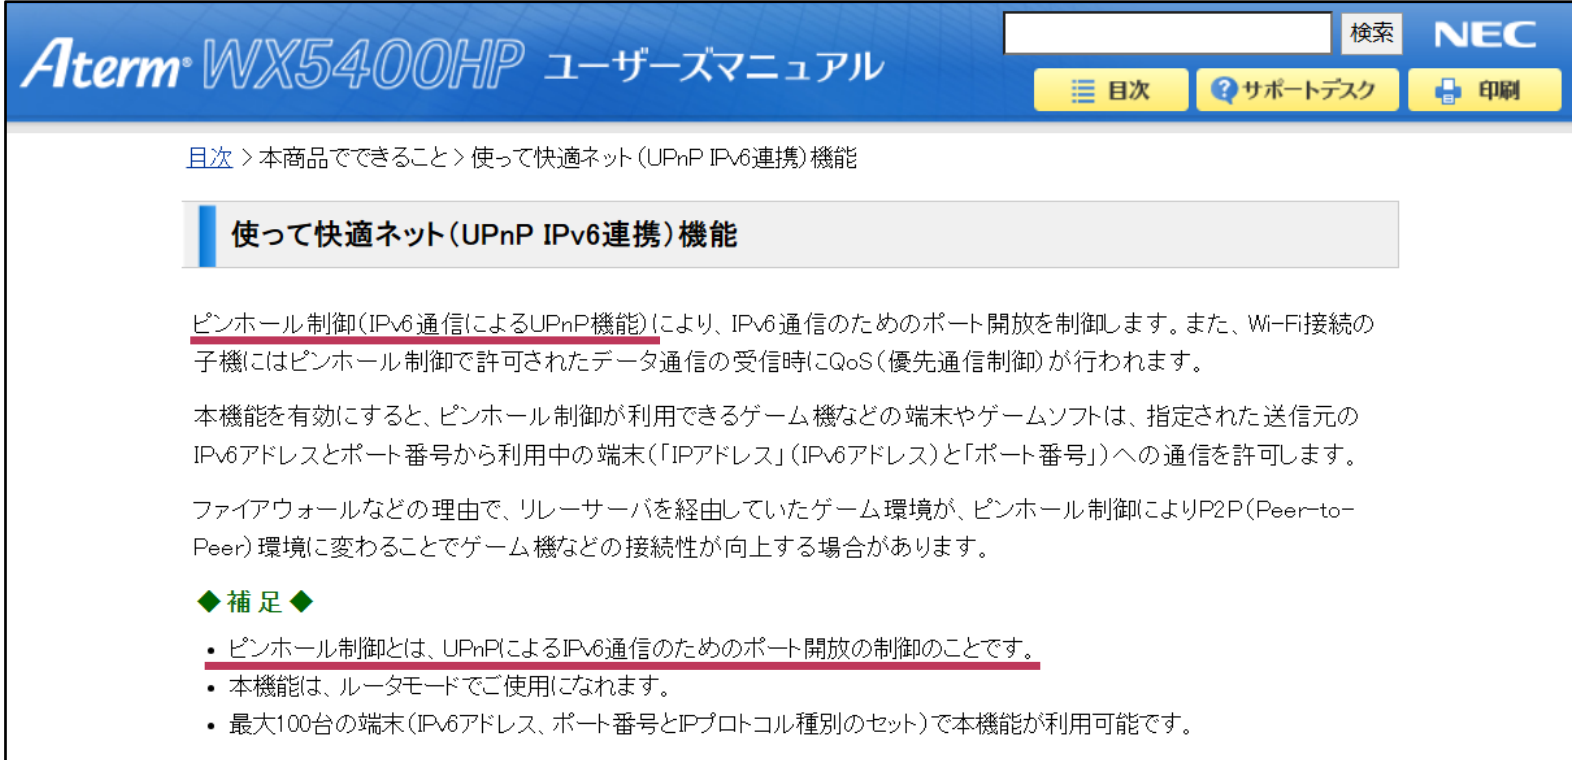 Aterm® WX5400HP ユーザーズマニュアル
検索
NEC
目次
?サポートデスク
印刷
目次 > 本商品でできること > 使って快適ネット(UPnP IPv6連携)機能
使って快適ネット(UPnP IPv6連携)機能
ピンホール制御(IPv6通信によるUPnP機能)により、IPv6通信のためのポート開放を制御します。また、Wi-Fi接続の
子機にはピンホール制御で許可されたデータ通信の受信時にQoS(優先通信制御)が行われます。
本機能を有効にすると、ピンホール制御が利用できるゲーム機などの端末やゲームソフトは、指定された送信元の
IPv6アドレスとポート番号から利用中の端末(「IPアドレス」(IPv6アドレス)と「ポート番号」)への通信を許可します。
ファイアウォールなどの理由で、リレーサーバを経由していたゲーム環境が、ピンホール制御によりP2P(Peer-to-
Peer)環境に変わることでゲーム機などの接続性が向上する場合があります。
◆補足◆
• ピンホール制御とは、UPnPによるIPv6通信のためのポート開放の制御のことです。
• 本機能は、ルータモードでご使用になれます。
• 最大100台の端末(IPv6アドレス、ポート番号とIPプロトコル種別のセット)で本機能が利用可能です。